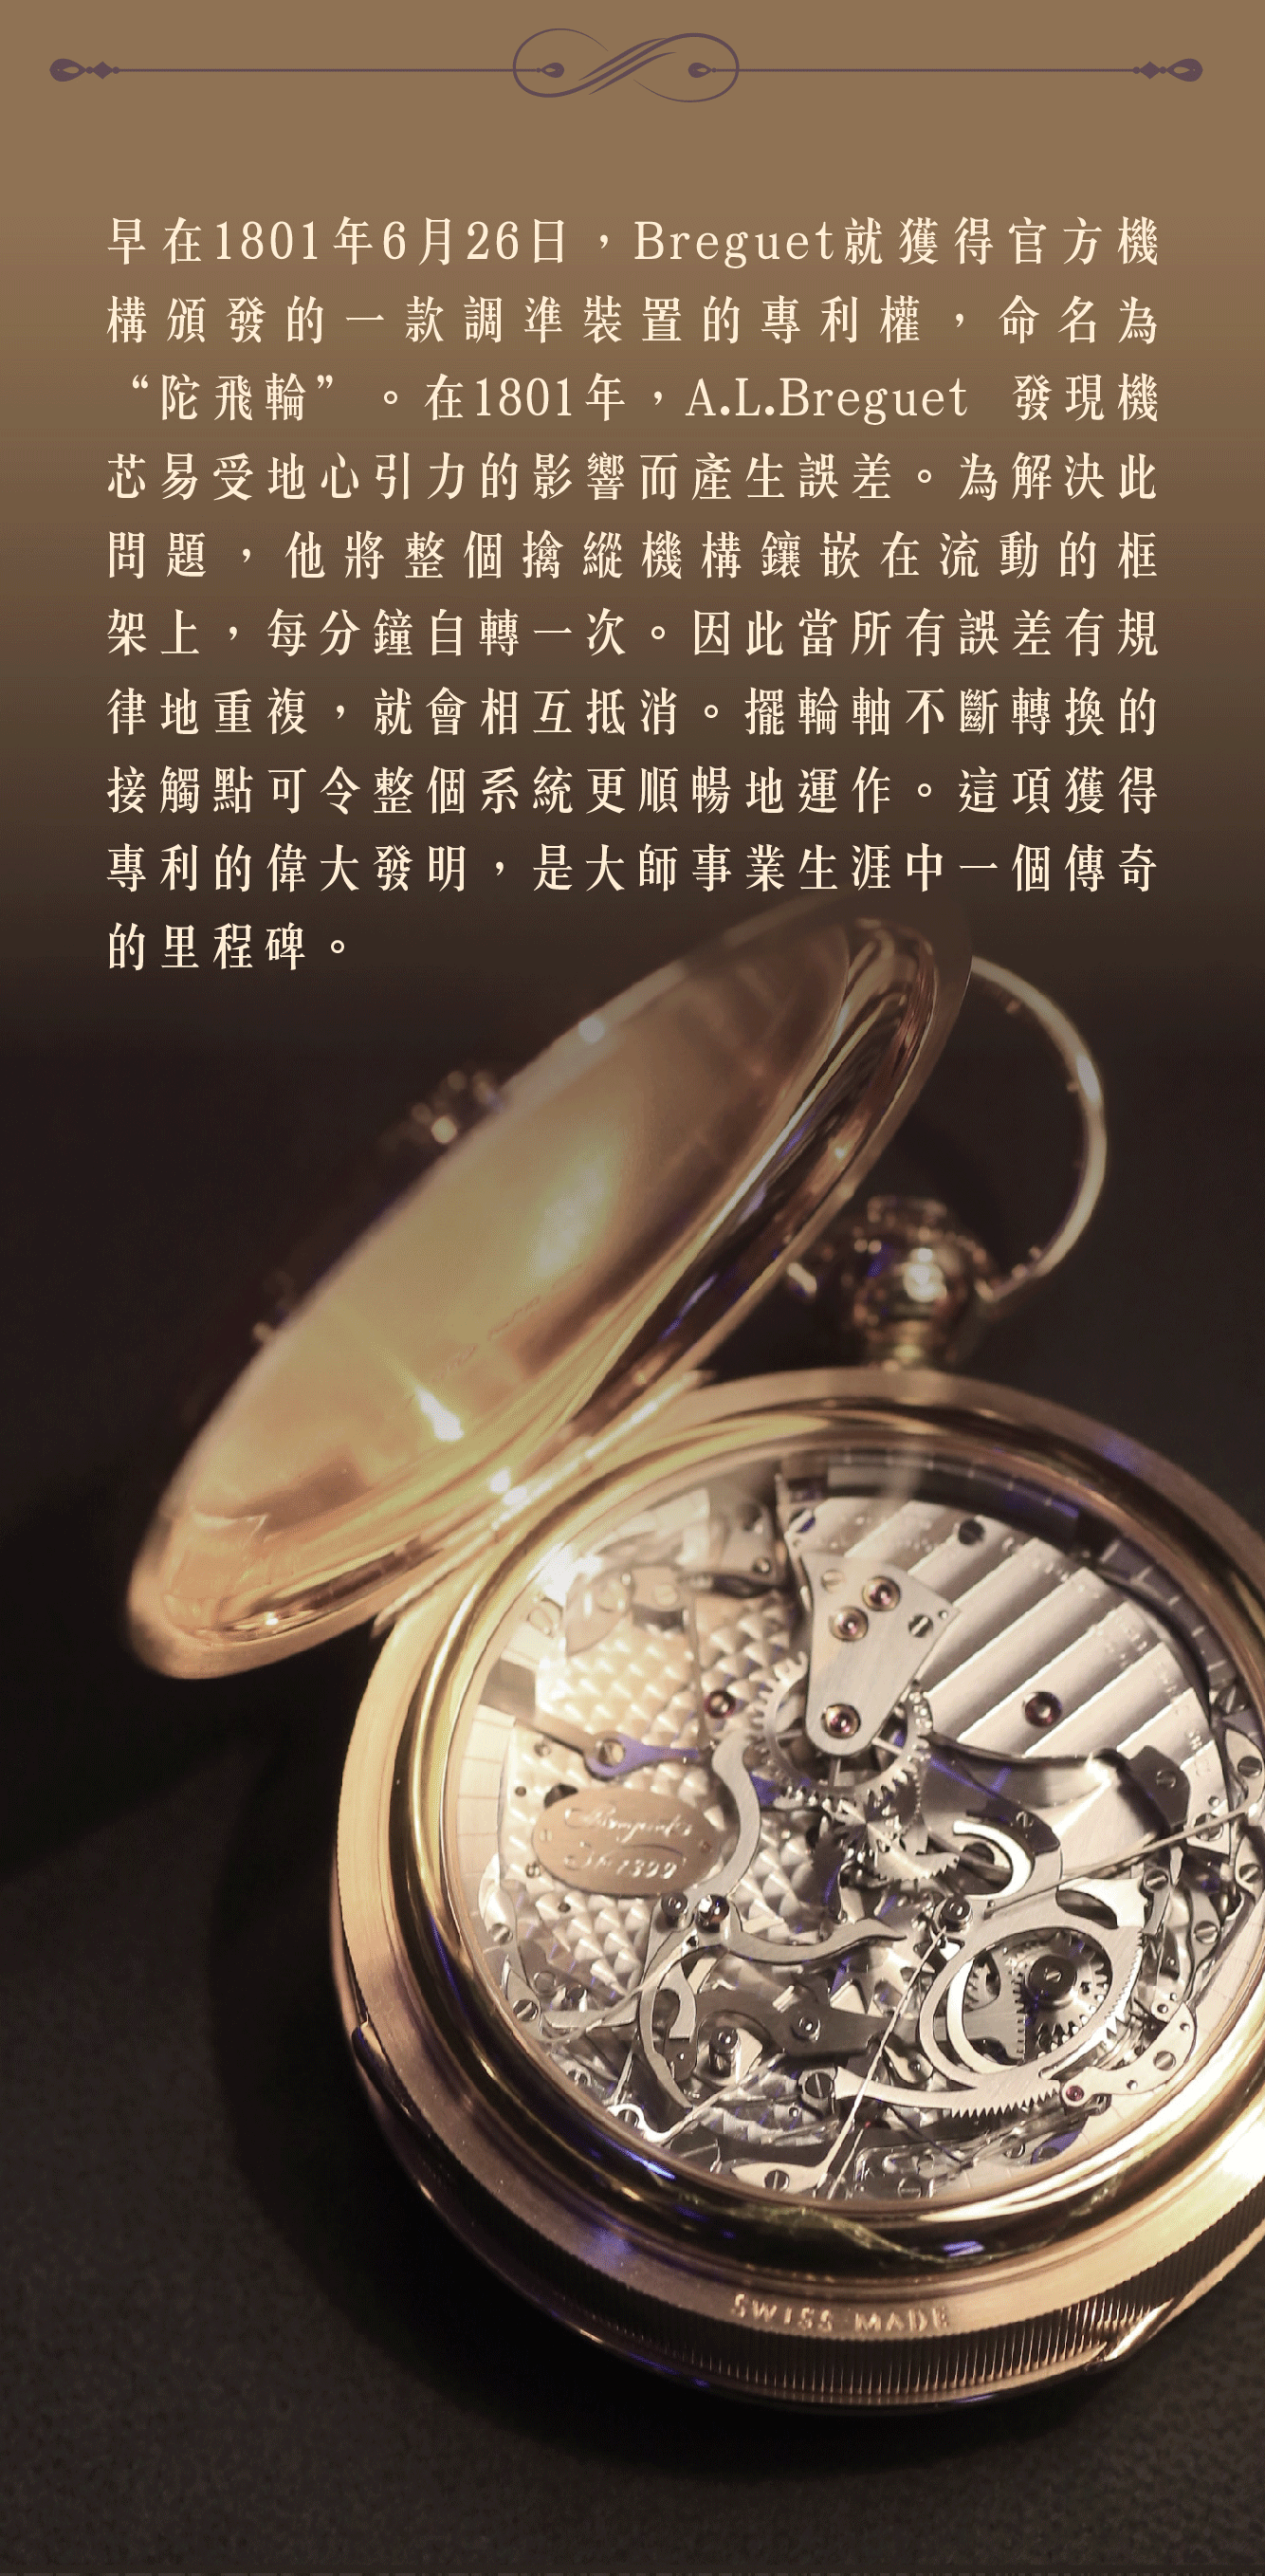 早在1801年6月26日，Breguet就獲得官方機
構頒發的一款調準裝置的專利權，命名為
“陀飛輪”。在1801年，A.L.Breguet 發現機
芯易受地心引力的影響而產生誤差。為解決此
問題，他將整個擒縱機構鑲嵌在流動的框
架上，每分鐘自轉一次。因此當所有誤差有規
律地重複，就會相互抵消。擺輪軸不斷轉換的
接觸點可令整個系統更順暢地運作。這項獲得
專利的偉大發明，是大師事業生涯中一個傳奇
的里程碑。
Breguet
Nº 1399
SWISS MADE